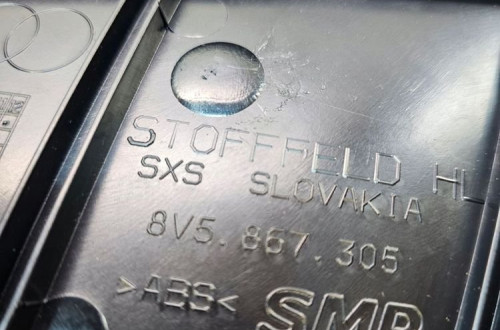 STOFFFELD HL
SXS SLOVAKIA
8V5.867.305
>ABS<
SMP